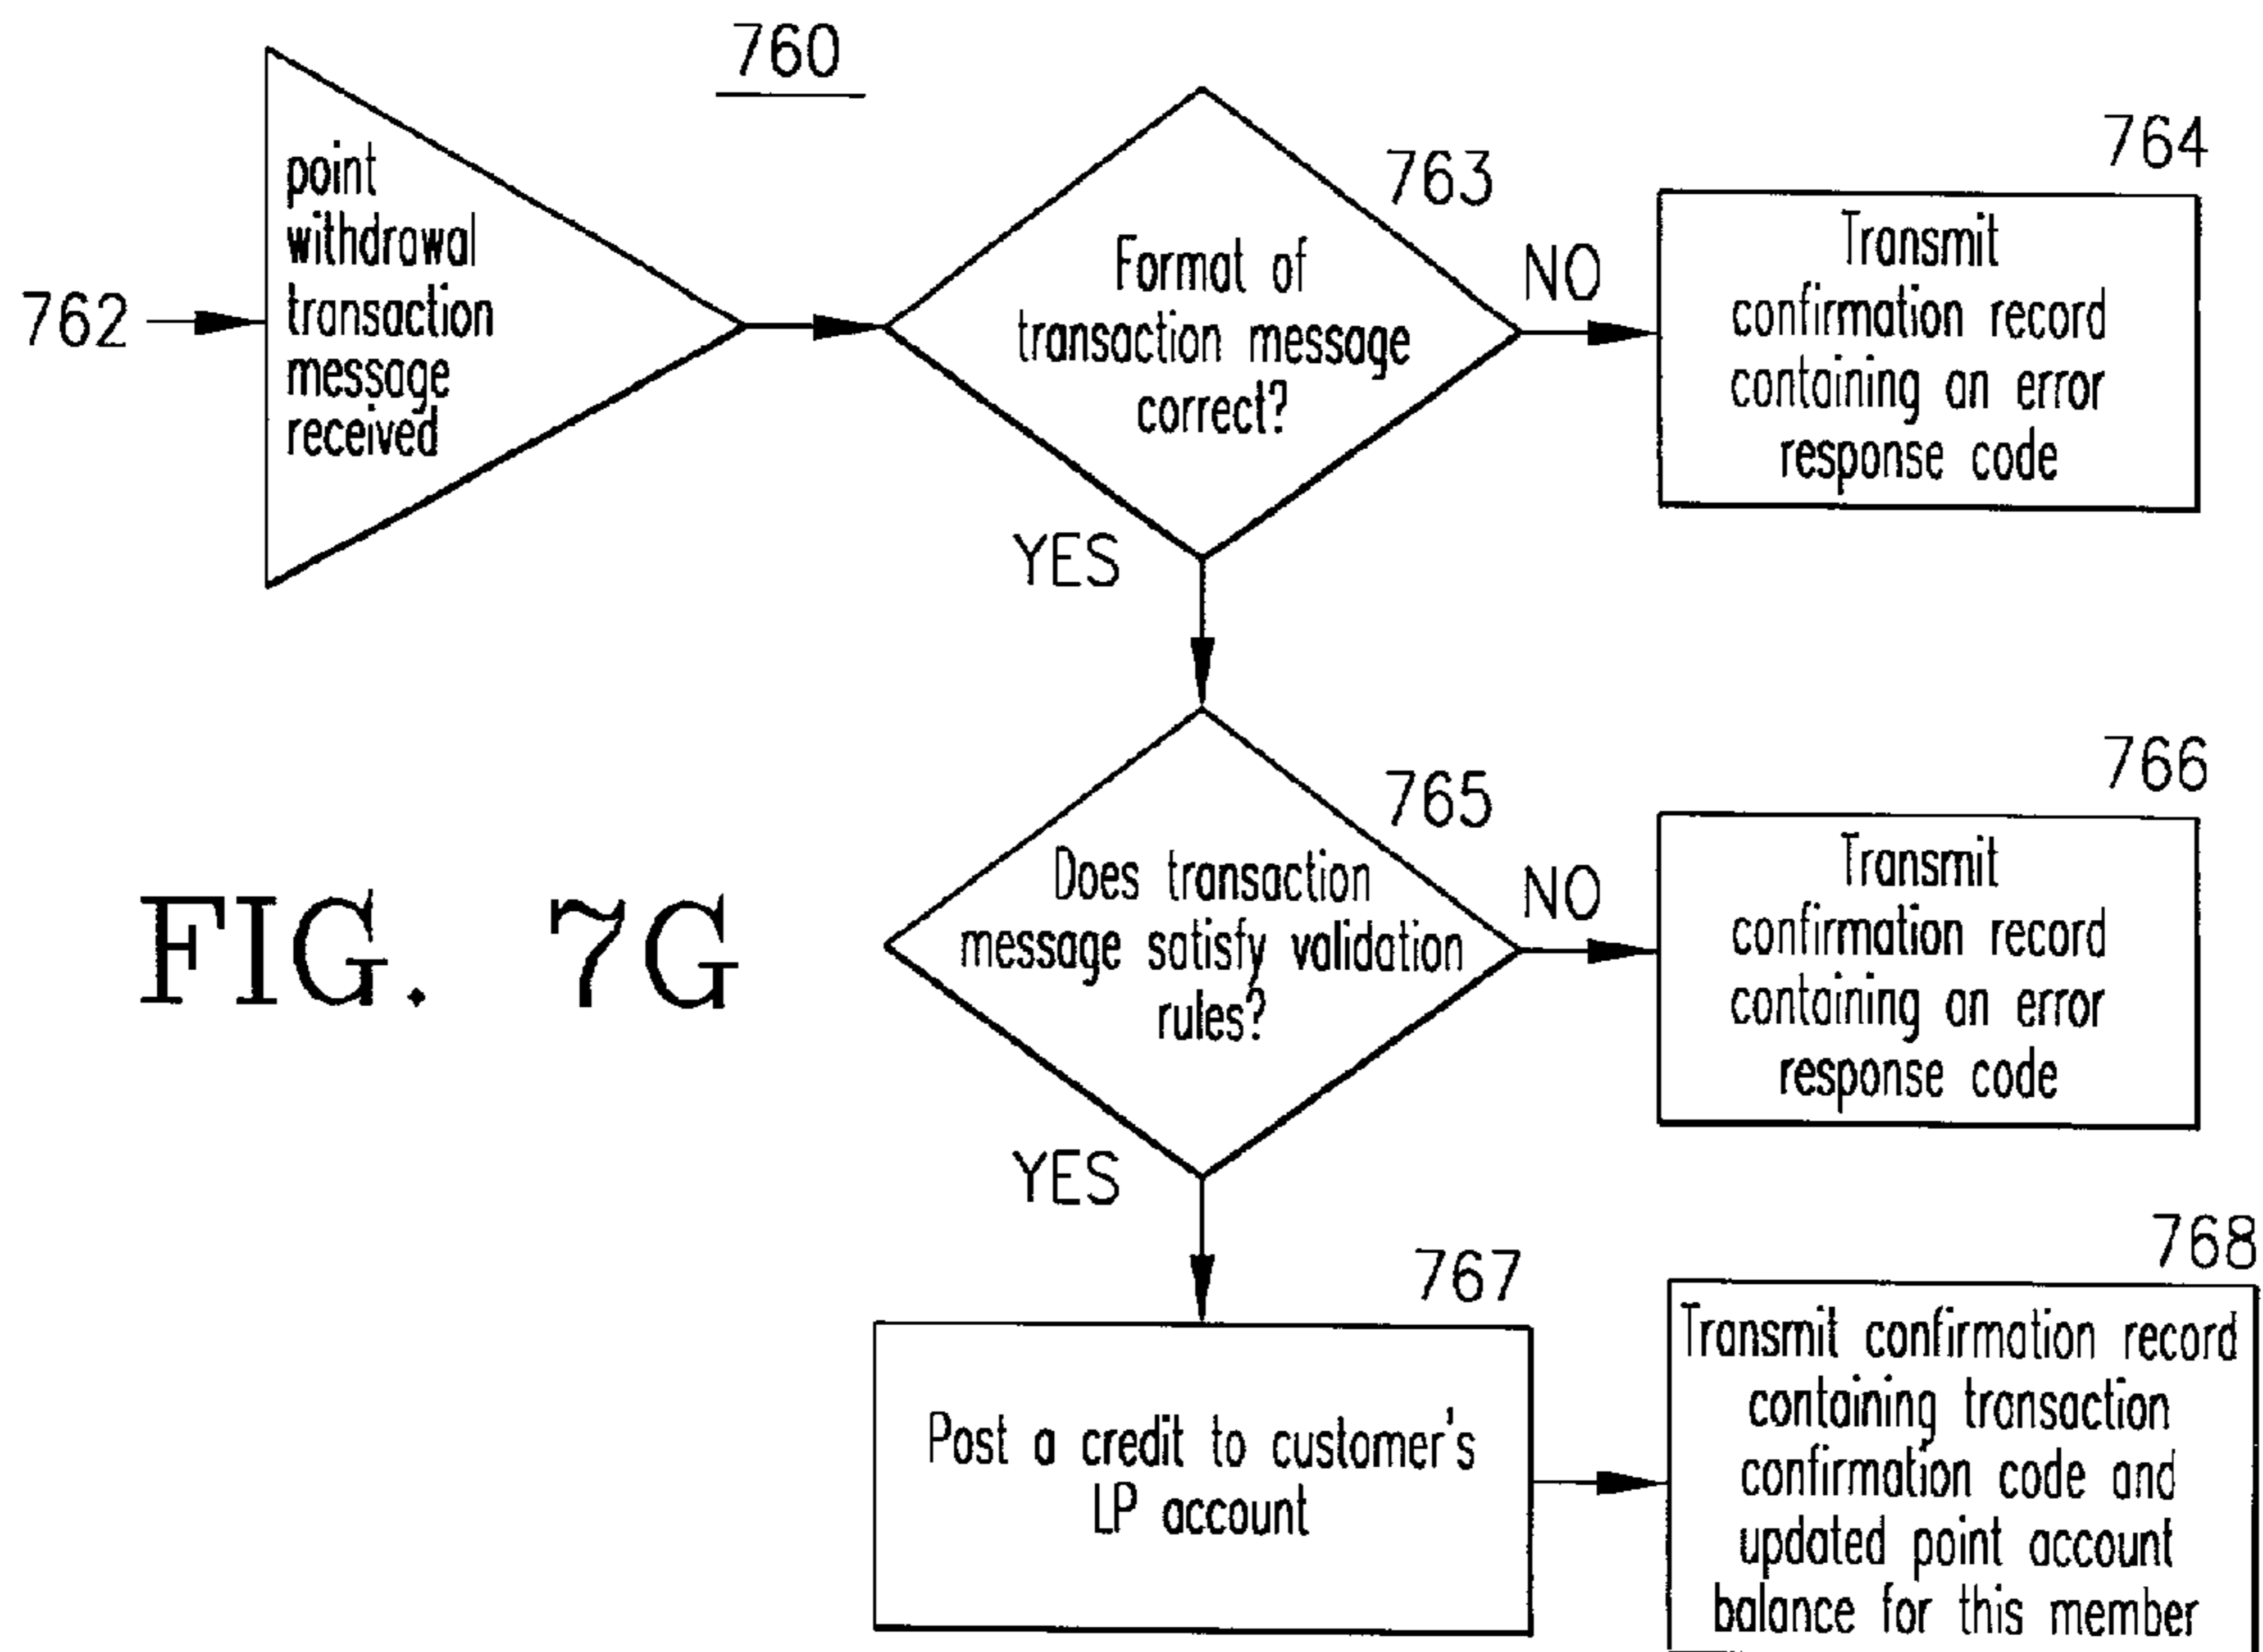 760
762
point
withdrawal
transaction
message
received
763
Format of
transaction message
correct?
NO
764
Transmit
confirmation record
containing an error
response code
YES
765
Does transaction
message satisfy validation
rules?
NO
766
Transmit
confirmation record
containing an error
response code
YES
FIG. 7G
767
Post a credit to customer's
LP account
768
Transmit confirmation record
containing transaction
confirmation code and
updated point account
balance for this member